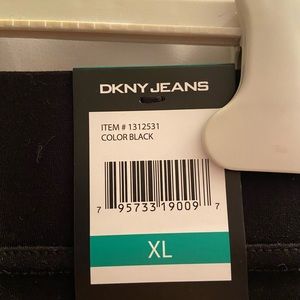 DKNY JEANS
ITEM # 1312531
COLOR BLACK
7 95733 19009 7
XL